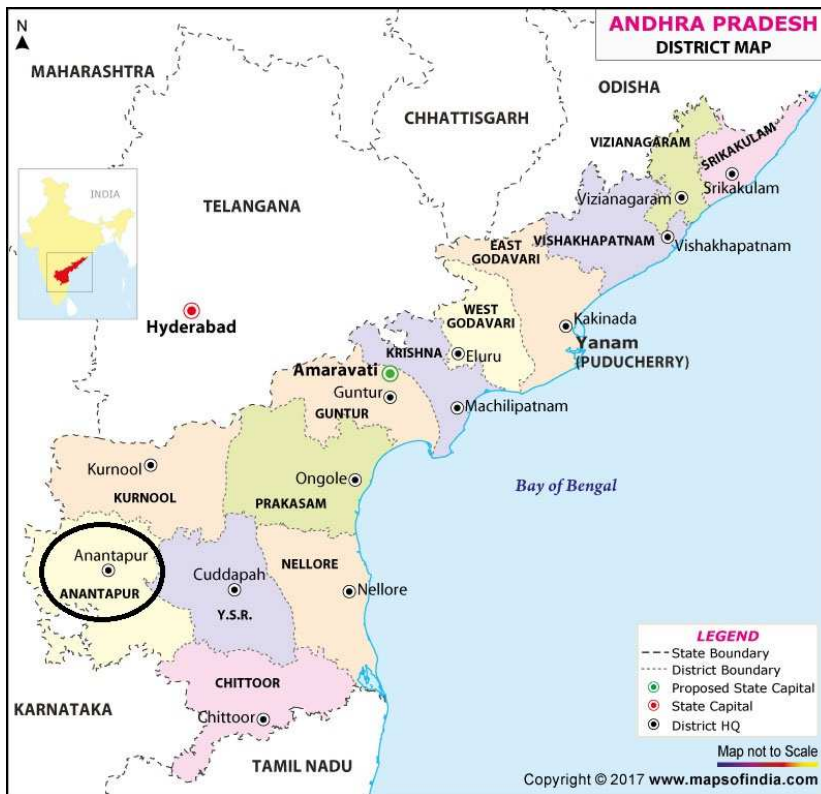 ANDHRA PRADESH
DISTRICT MAP
N
MAHARASHTRA
ODISHA
CHHATTISGARH
VIZIANAGARAM
SRIKAKULAM
Srikakulam
INDIA
TELANGANA
Vizianagaram
EAST
GODAVARI
VISHAKHAPATNAM
Vishakhapatnam
Hyderabad
WEST
GODAVARI
Kakinada
Yanam
(PUDUCHERRY)
KRISHNA
Eluru
Amaravati
Guntur
GUNTUR
Machilipatnam
Kurnool
KURNOOL
Ongole
PRAKASAM
Bay of Bengal
Anantapur
ANANTAPUR
Cuddapah
Y.S.R.
NELLORE
Nellore
CHITTOOR
Chittoor
KARNATAKA
TAMIL NADU
LEGEND
State Boundary
District Boundary
Proposed State Capital
State Capital
District HQ
Map not to Scale
Copyright © 2017 www.mapsofindia.com